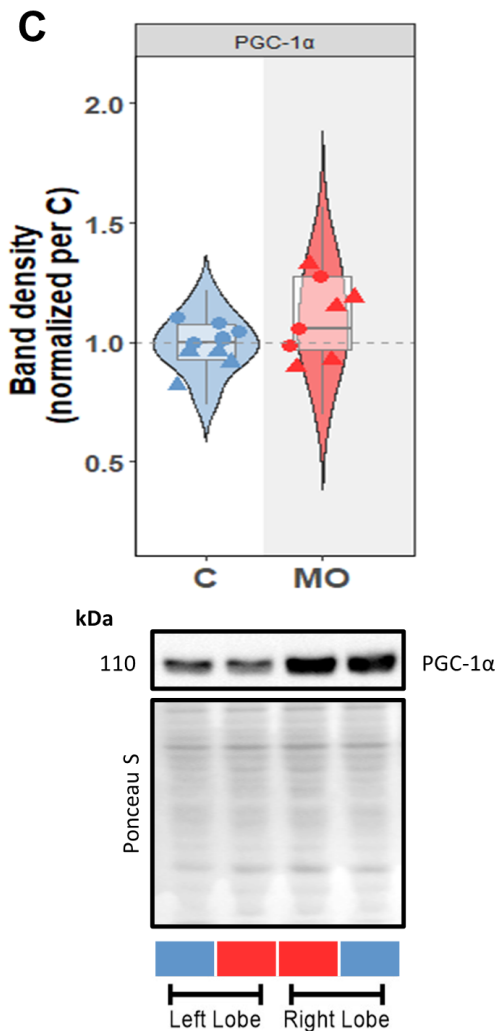 C
PGC-1α
Band density
(normalized per C)
2.0
1.5
1.0
0.5
C
MO
kDa
110
PGC-1α
Ponceau S
Left Lobe
Right Lobe